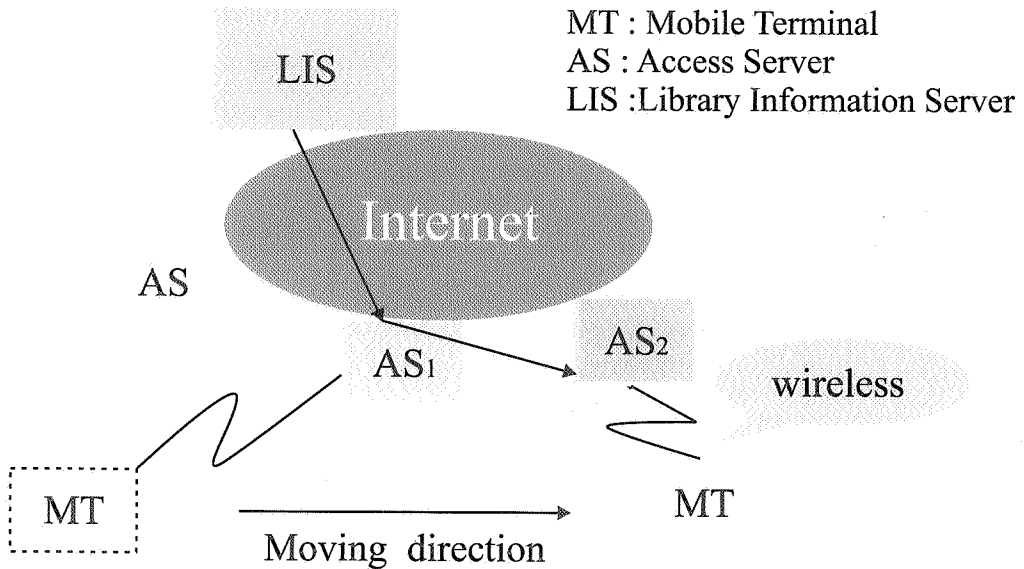 MT : Mobile Terminal
AS : Access Server
LIS :Library Information Server
LIS
Internet
AS
AS1
AS2
wireless
MT
MT
Moving direction